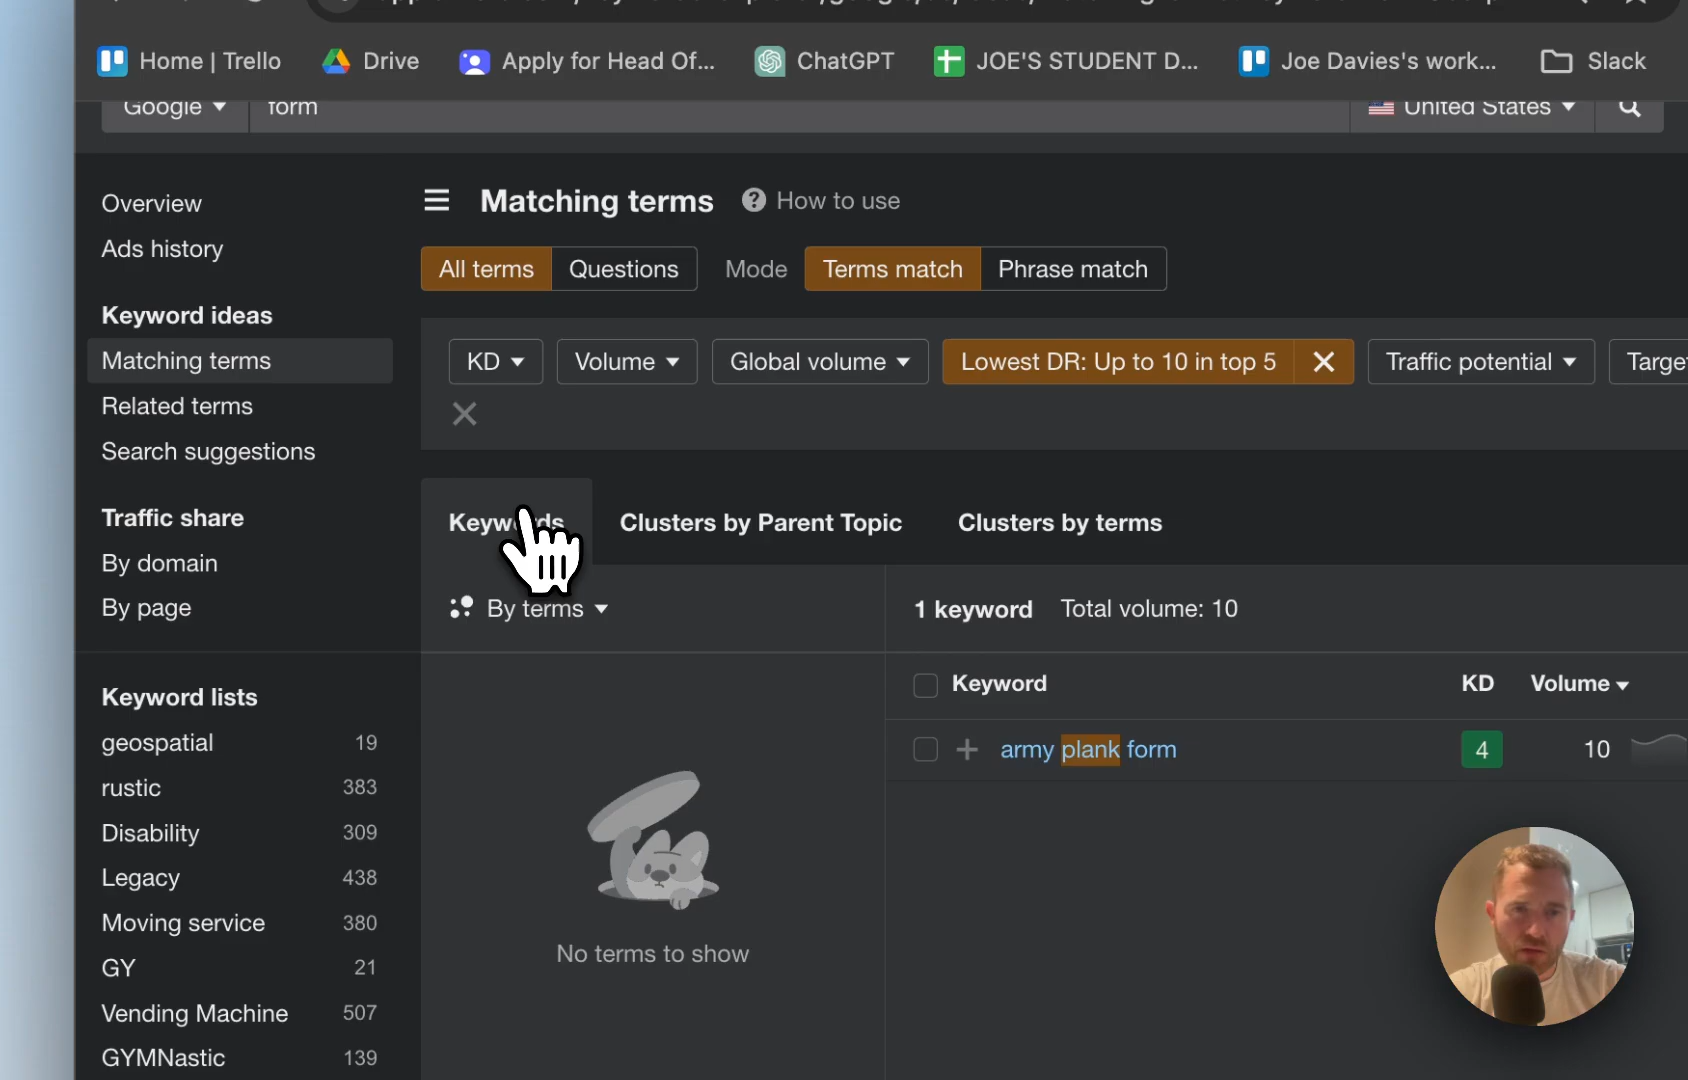 Home | Trello
Drive
Apply for Head Of...
ChatGPT
JOE'S STUDENT D...
Joe Davies's work...
Slack
Google
form
United States
Overview
Ads history
Keyword ideas
Matching terms
Related terms
Search suggestions
Traffic share
By domain
By page
Keyword lists
geospatial 19
rustic 383
Disability 309
Legacy 438
Moving service 380
GY 21
Vending Machine 507
GYMNastic 139
Matching terms ? How to use
All terms Questions Mode Terms match Phrase match
KD Volume Global volume Lowest DR: Up to 10 in top 5 Traffic potential Targe
Keywords Clusters by Parent Topic Clusters by terms
By terms
No terms to show
1 keyword Total volume: 10
Keyword KD Volume
army plank form 4 10